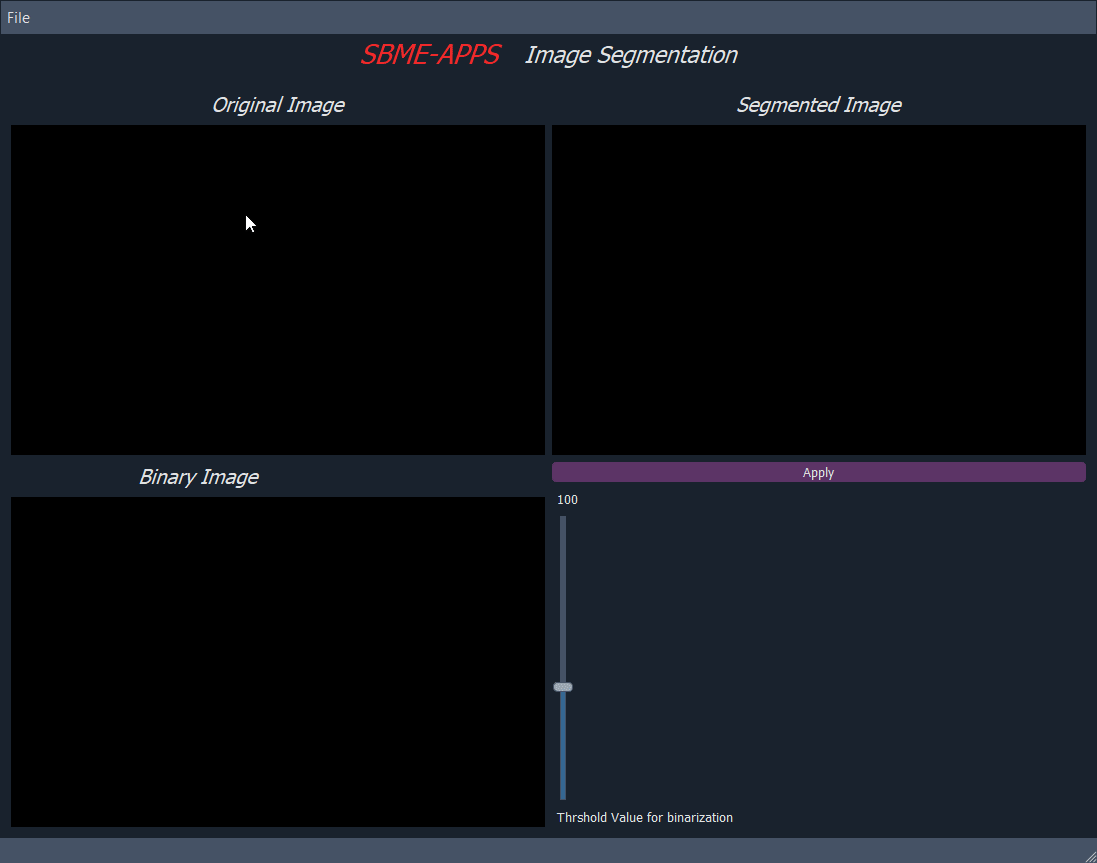 File
SBME-APPS Image Segmentation
Original Image
Segmented Image
Binary Image
Apply
100
Thrshold Value for binarization